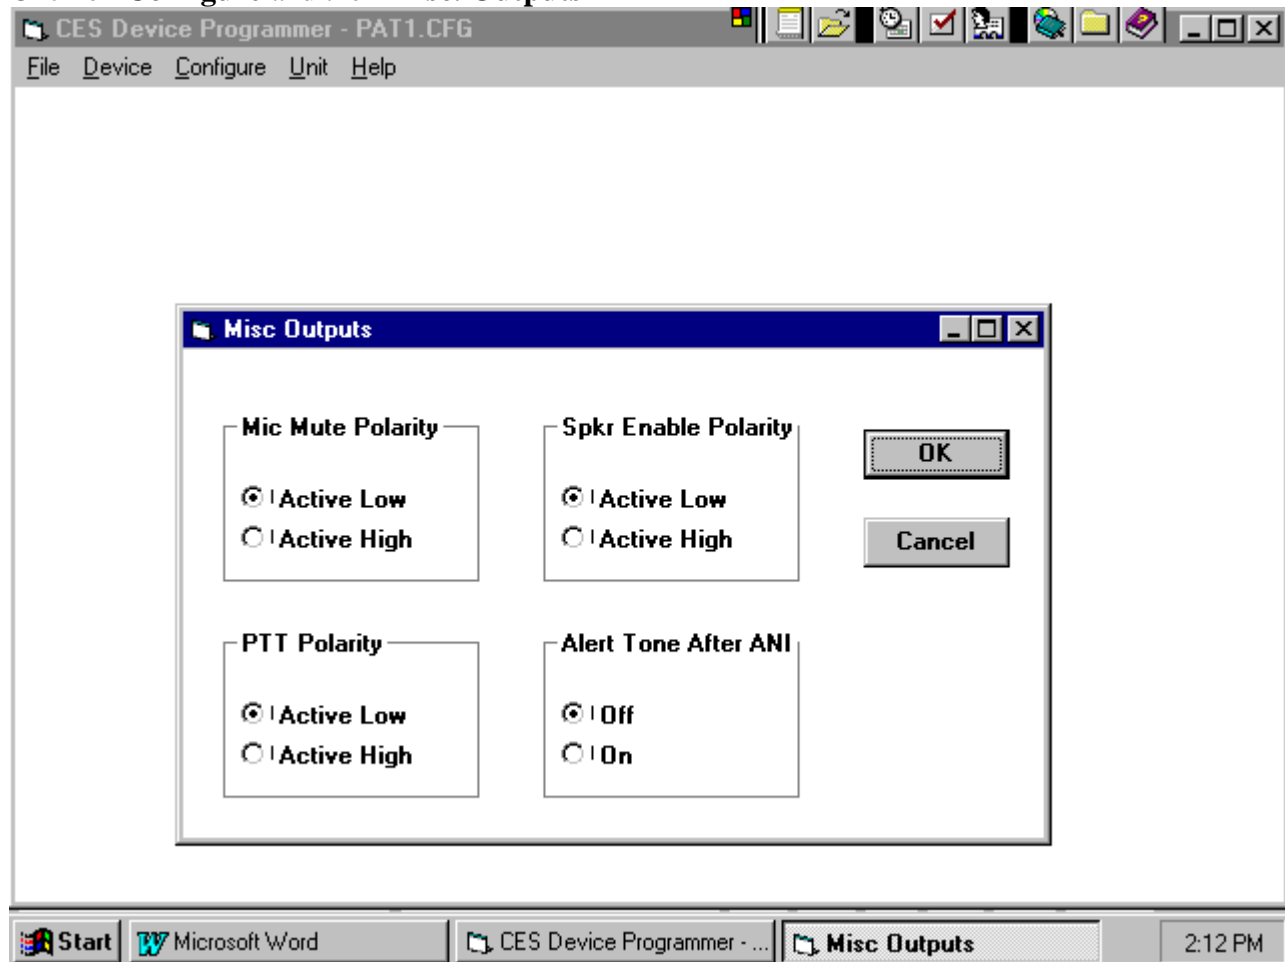 CES Device Programmer - PAT1.CFG
File Device Configure Unit Help
Misc Outputs
Mic Mute Polarity
Active Low
Active High
Spkr Enable Polarity
Active Low
Active High
OK
Cancel
PTT Polarity
Active Low
Active High
Alert Tone After ANI
Off
On
Start Microsoft Word CES Device Programmer - ... Misc Outputs 2:12 PM